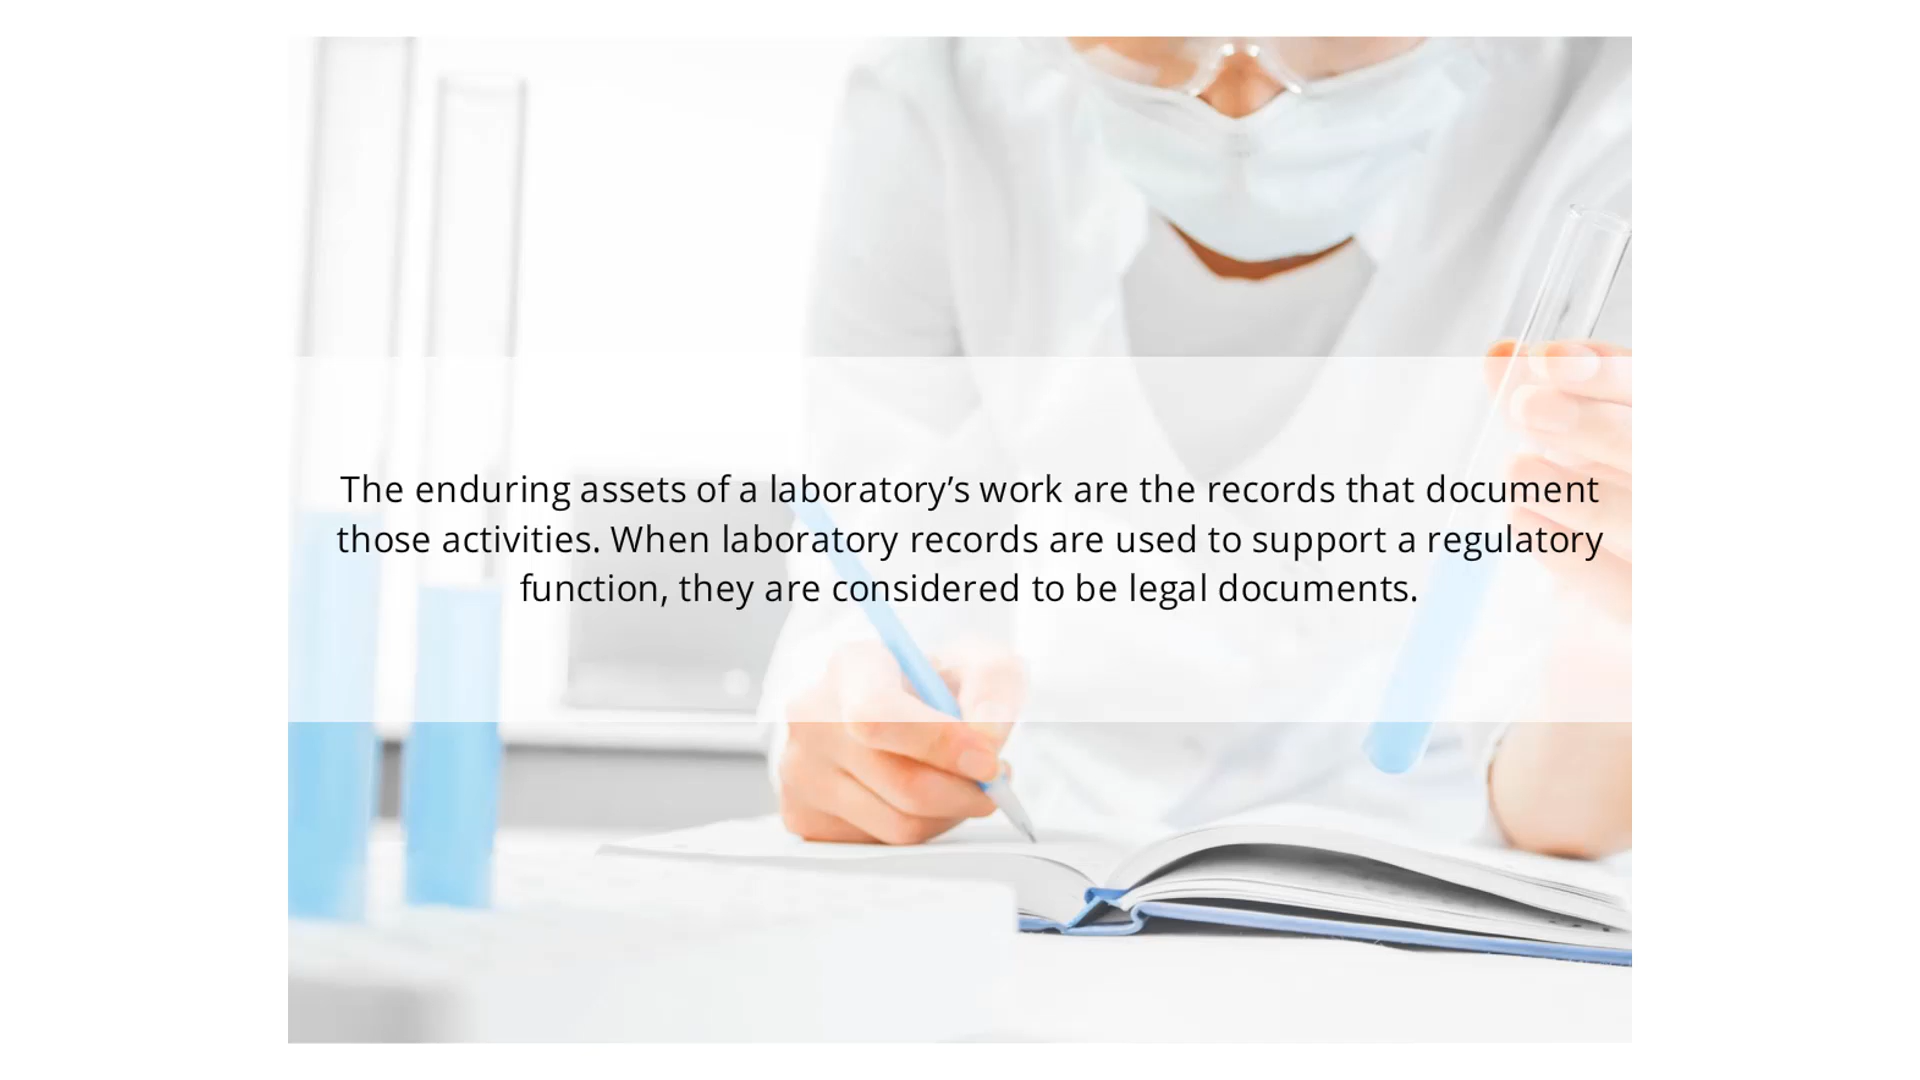 The enduring assets of a laboratory’s work are the records that document
those activities. When laboratory records are used to support a regulatory
function, they are considered to be legal documents.